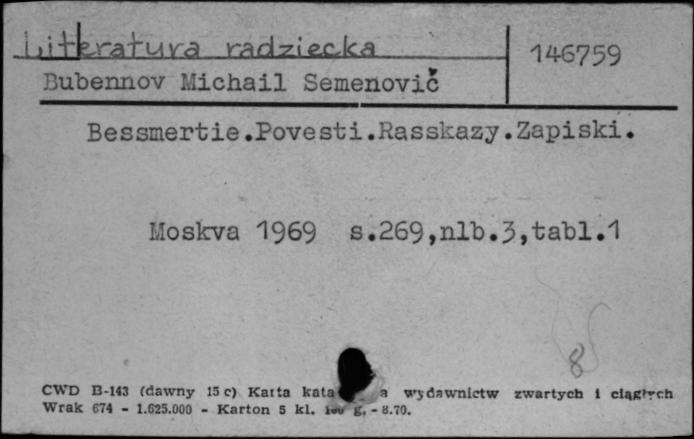 Literatura radziecka
146759
Bubennov Michail Semenovič
Bessmertie.Povesti.Rasskazy.Zapiski.
Moskva 1969 s.269,nlb.3,tabl.1
8
CWD B-143 (dawny 15 c) Karta kata a wydawnictw zwartych i ciągłych
Wrak 674 - 1.625.000 - Karton 5 kl. g. - 8.70.